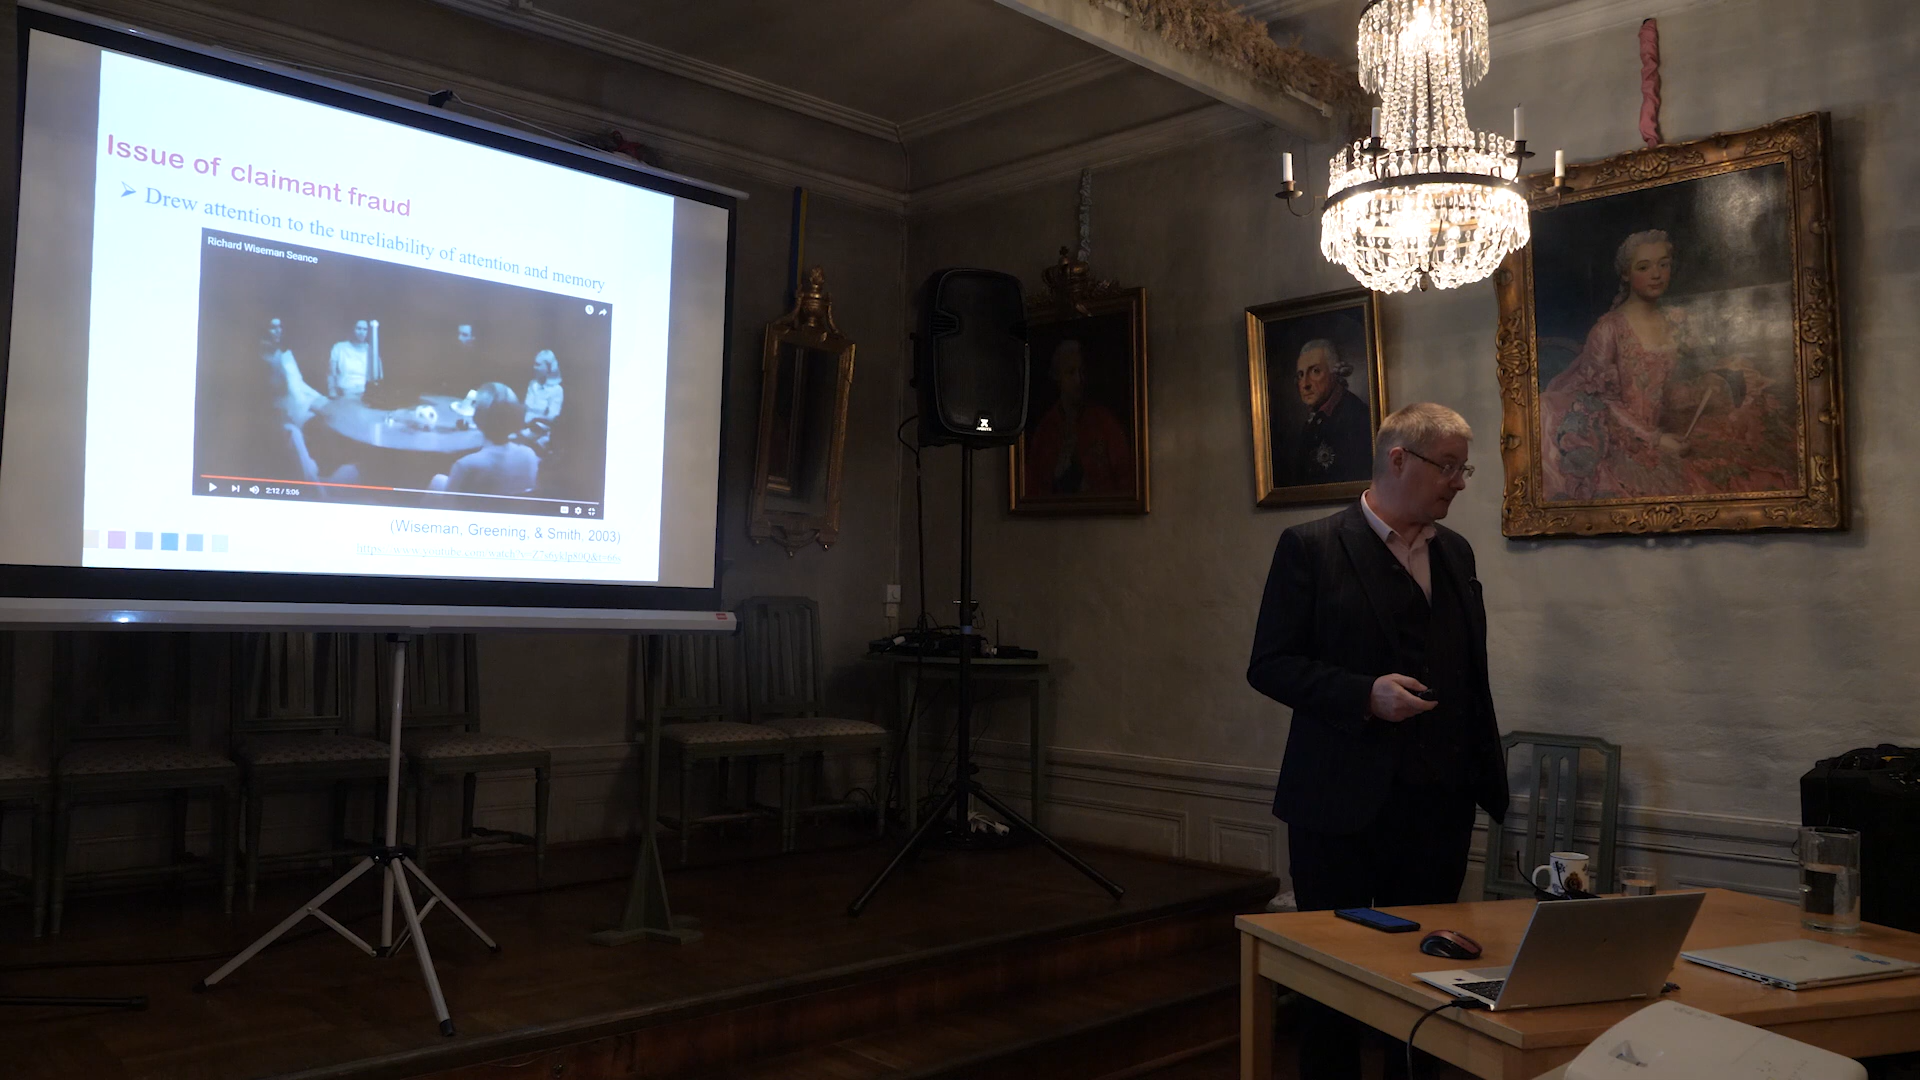 Issue of claimant fraud
Drew attention to the unreliability of attention and memory
Richard Wiseman Seance
2:12 / 5:06
(Wiseman, Greening, & Smith, 2003)